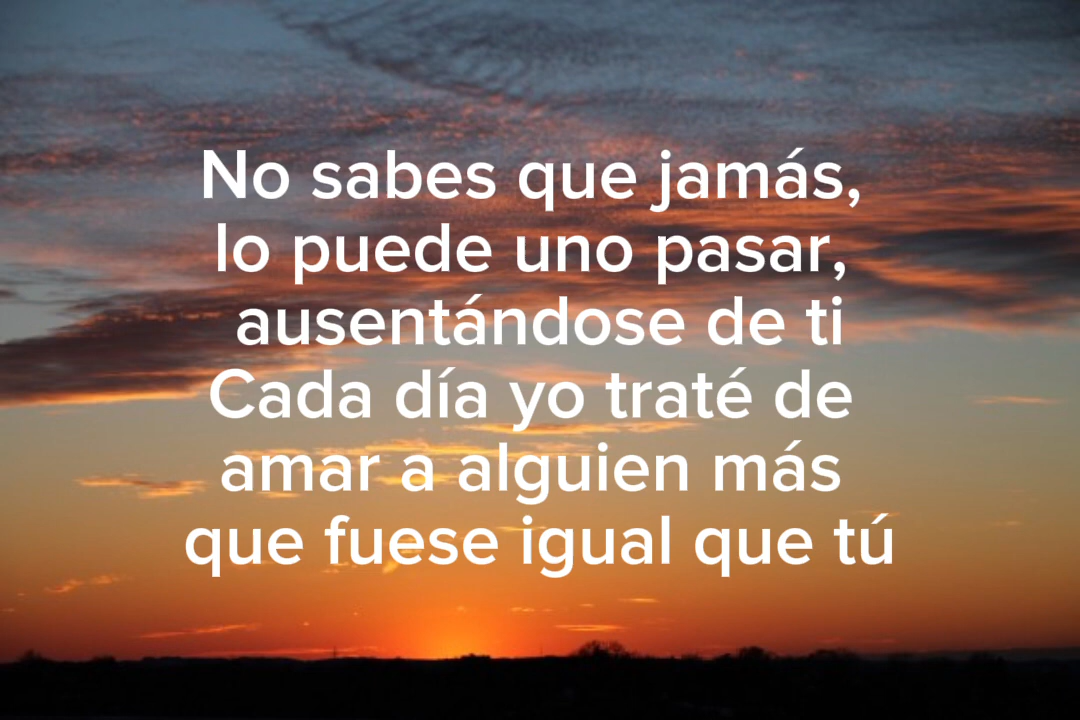 No sabes que jamás,
lo puede uno pasar,
ausentándose de ti
Cada día yo traté de
amar a alguien más
que fuese igual que tú